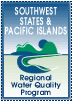 SOUTHWEST
STATES &
PACIFIC ISLANDS
Regional
Water Quality
Program